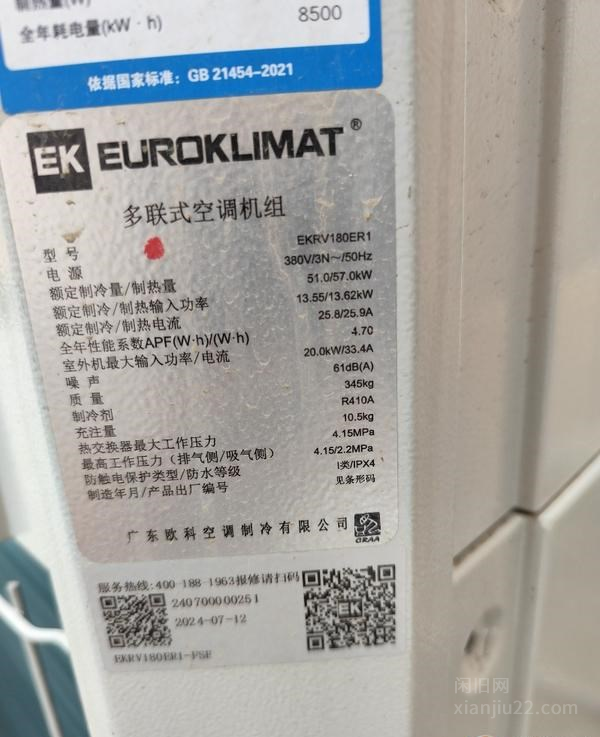 制热量(W)
全年耗电量(kW·h) 8500
依据国家标准：GB 21454-2021
EK EUROKLIMAT®
多联式空调机组
型号 EKRV180ER1
电源 380V/3N～/50Hz
额定制冷量/制热量 51.0/57.0kW
额定制冷/制热输入功率 13.55/13.62kW
额定制冷/制热电流 25.8/25.9A
全年性能系数APF(W·h)/(W·h) 4.70
室外机最大输入功率/电流 20.0kW/33.4A
噪声 61dB(A)
质量 345kg
制冷剂 R410A
充注量 10.5kg
热交换器最大工作压力 4.15MPa
最高工作压力（排气侧/吸气侧） 4.15/2.2MPa
防触电保护类型/防水等级 I类/IPX4
制造年月/产品出厂编号 见条形码
广东欧科空调制冷有限公司 CRAA
服务热线:400-188-1963报修请扫码
240700000251
2024-07-12
EK
EKRV180ER1-FSE
闲旧网
xianjiu22.com